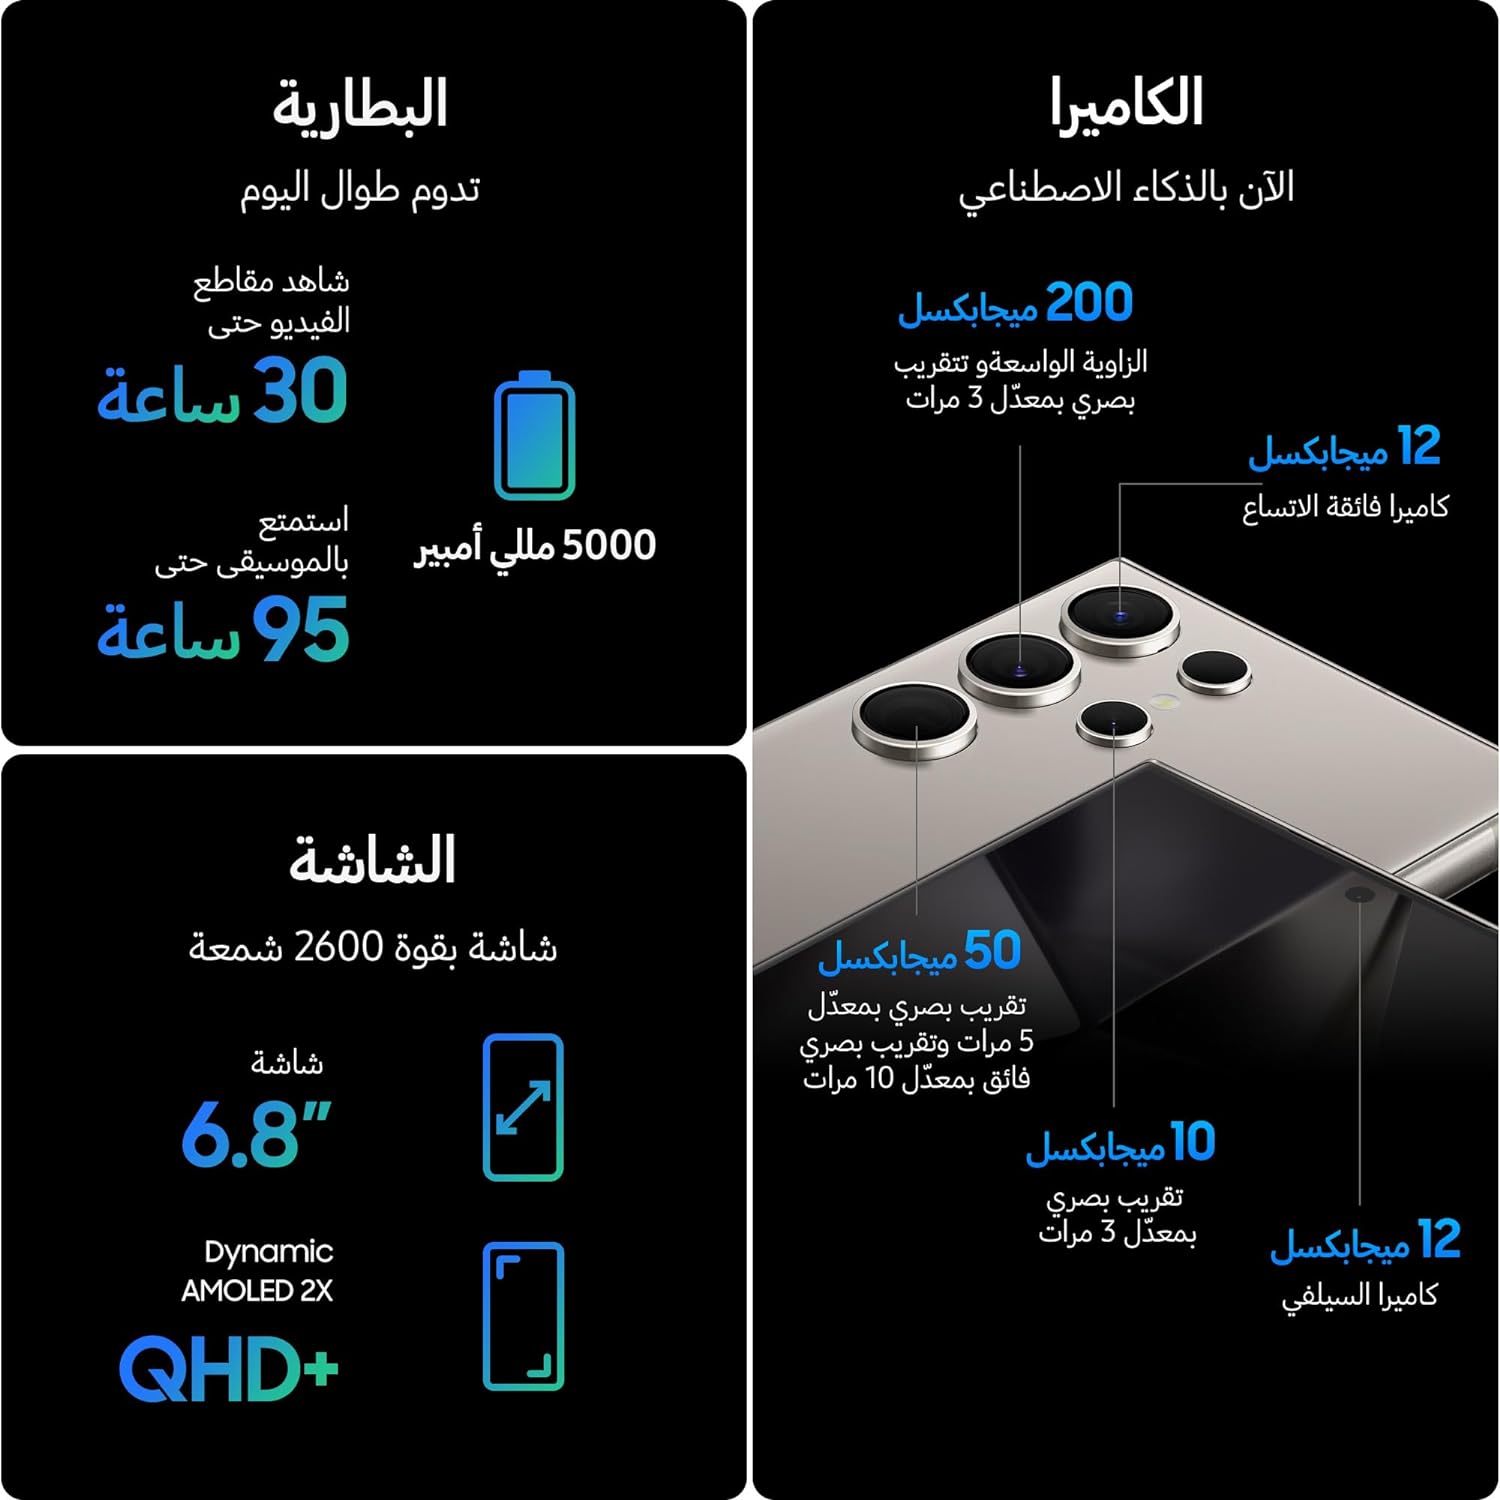 الكاميرا
الآن بالذكاء الاصطناعي
200 ميجابكسل
الزاوية الواسعةو تتقريب
بصري بمعدّل 3 مرات
12 ميجابكسل
كاميرا فائقة الاتساع
50 ميجابكسل
تقريب بصري بمعدّل
5 مرات وتقريب بصري
فائق بمعدّل 10 مرات
10 ميجابكسل
تقريب بصري
بمعدّل 3 مرات
12 ميجابكسل
كاميرا السيلفي
البطارية
تدوم طوال اليوم
5000 مللي أمبير
شاهد مقاطع
الفيديو حتى
30 ساعة
استمتع
بالموسيقى حتى
95 ساعة
الشاشة
شاشة بقوة 2600 شمعة
شاشة
6.8”
Dynamic
AMOLED 2X
QHD+